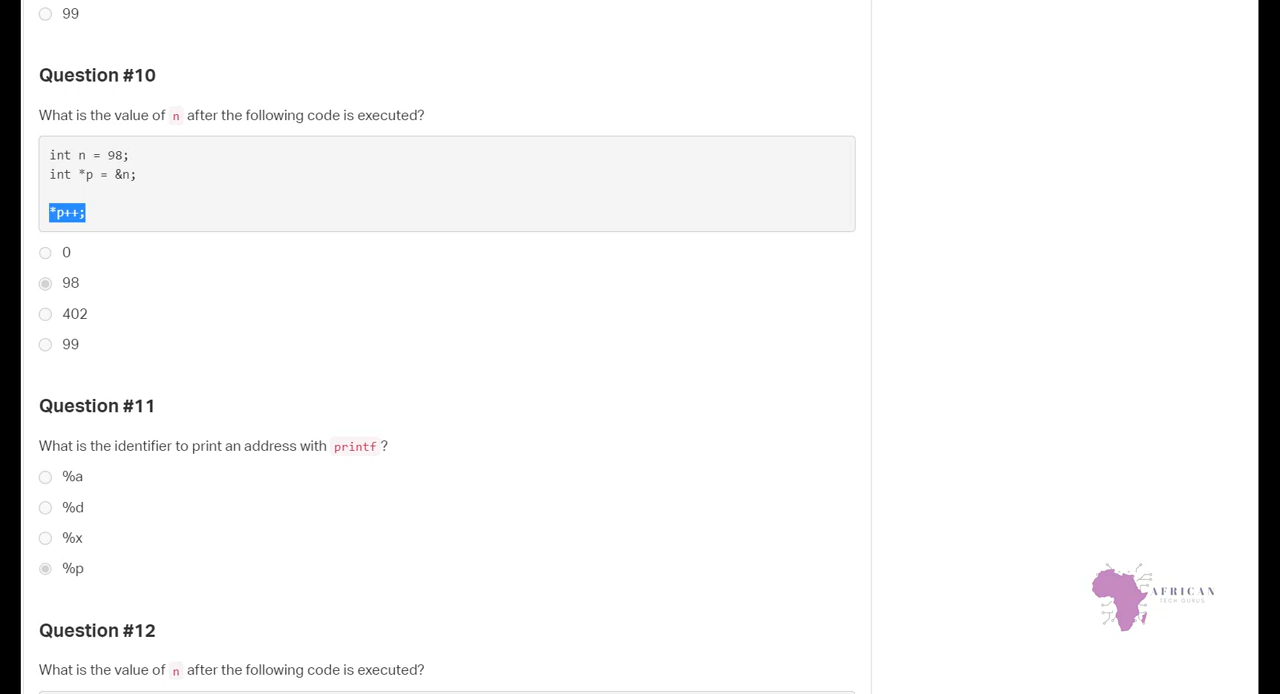 99
Question #10
What is the value of n after the following code is executed?
int n = 98;
int *p = &n;
*p++;
0
98
402
99
Question #11
What is the identifier to print an address with printf?
%a
%d
%x
%p
AFRICAN
TECH GURUS
Question #12
What is the value of n after the following code is executed?